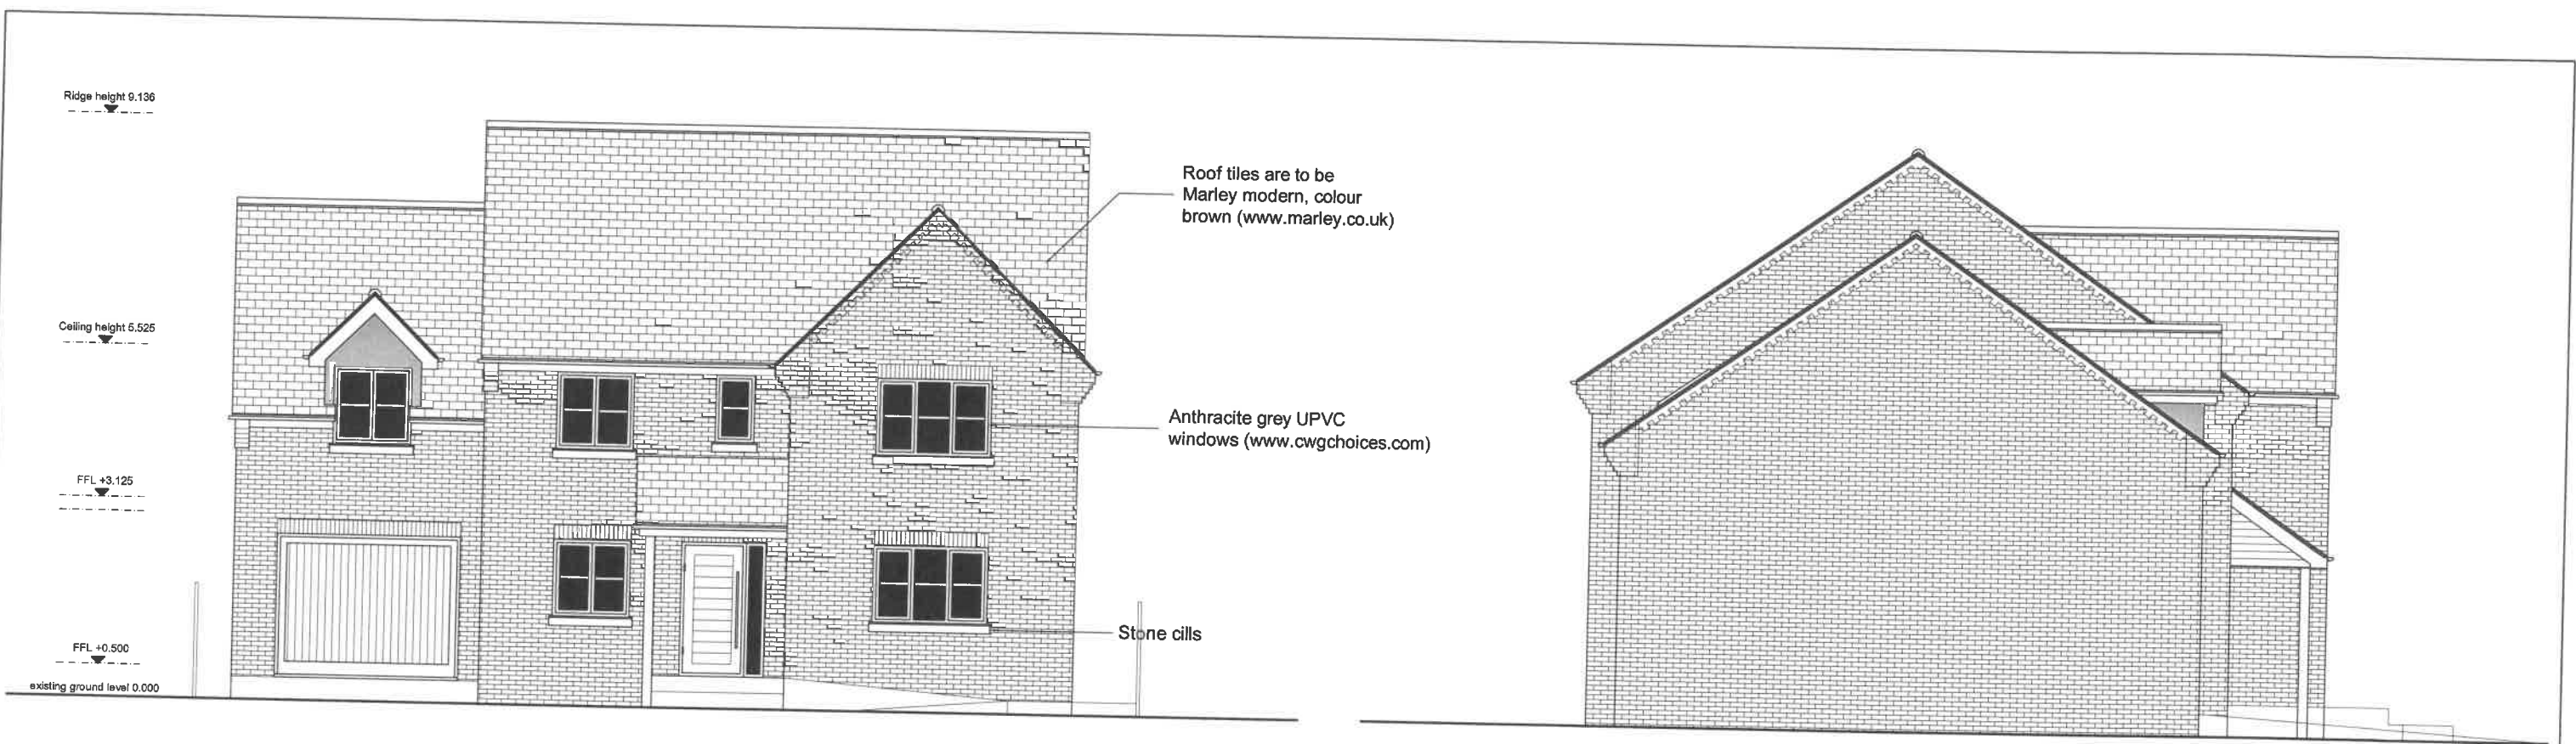 Ridge height 9.136
Roof tiles are to be
Marley modern, colour
brown (www.marley.co.uk)
Ceiling height 5.525
Anthracite grey UPVC
windows (www.cwgchoices.com)
FFL +3.125
Stone cills
FFL +0.500
existing ground level 0.000